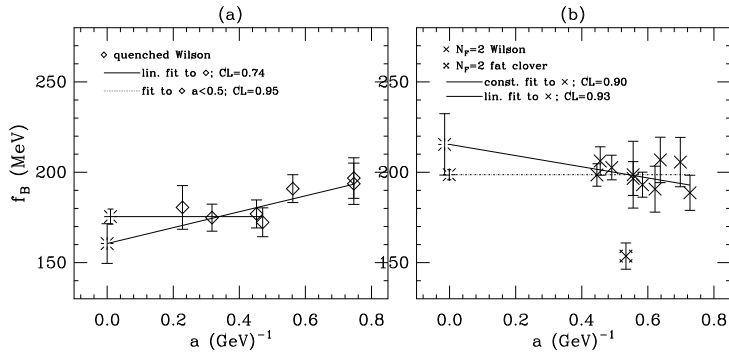 (a)
(b)
◇ quenched Wilson
lin. fit to ◇; CL=0.74
fit to ◇ a<0.5; CL=0.95
× N_F=2 Wilson
× N_F=2 fat clover
const. fit to ×; CL=0.90
lin. fit to ×; CL=0.93
f_B (MeV)
250
200
150
250
200
150
0.0 0.2 0.4 0.6 0.8
0.0 0.2 0.4 0.6 0.8
a (GeV)⁻¹
a (GeV)⁻¹